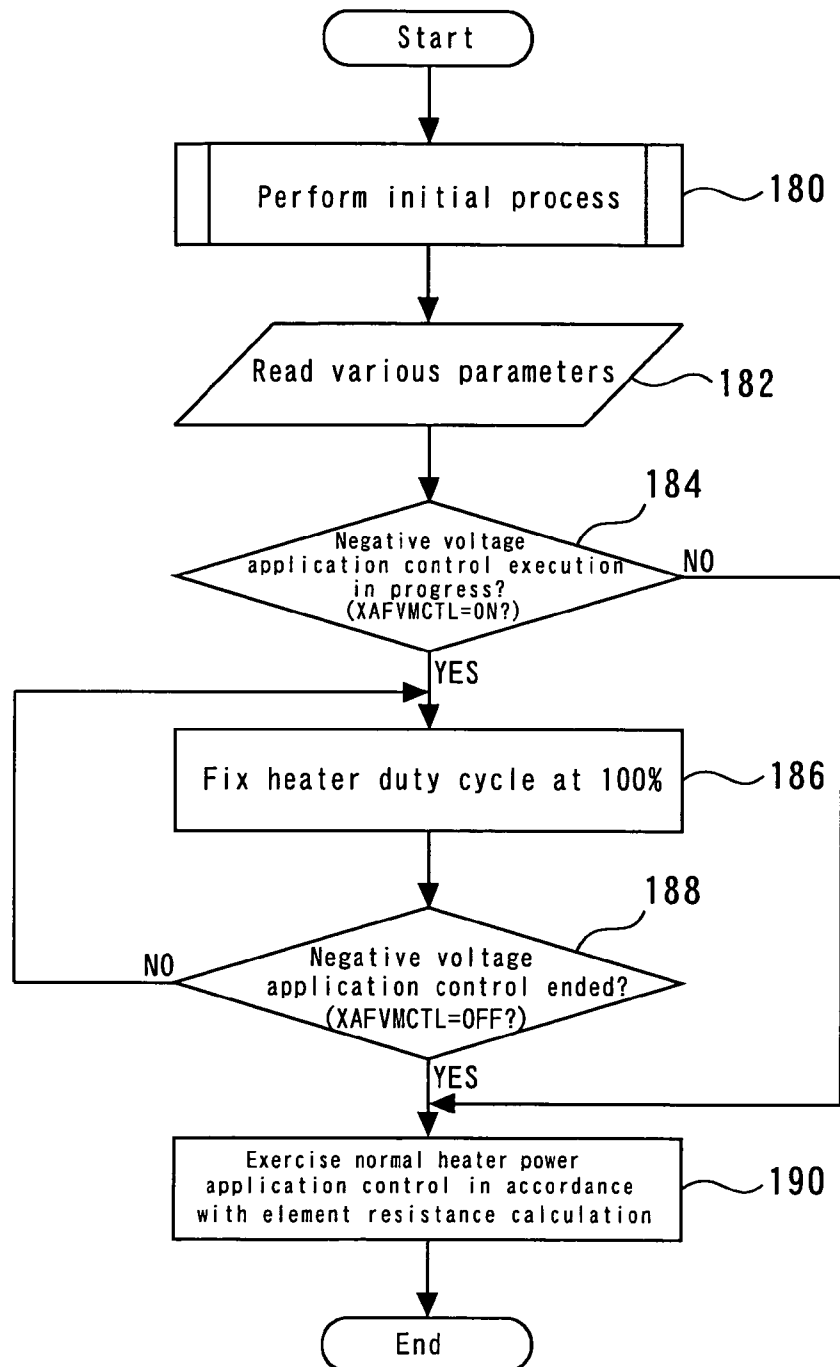 Start
Perform initial process
180
Read various parameters
182
184
Negative voltage
application control execution
in progress?
(XAFVMCTL=ON?)
NO
YES
Fix heater duty cycle at 100%
186
188
Negative voltage
application control ended?
(XAFVMCTL=OFF?)
NO
YES
Exercise normal heater power
application control in accordance
with element resistance calculation
190
End